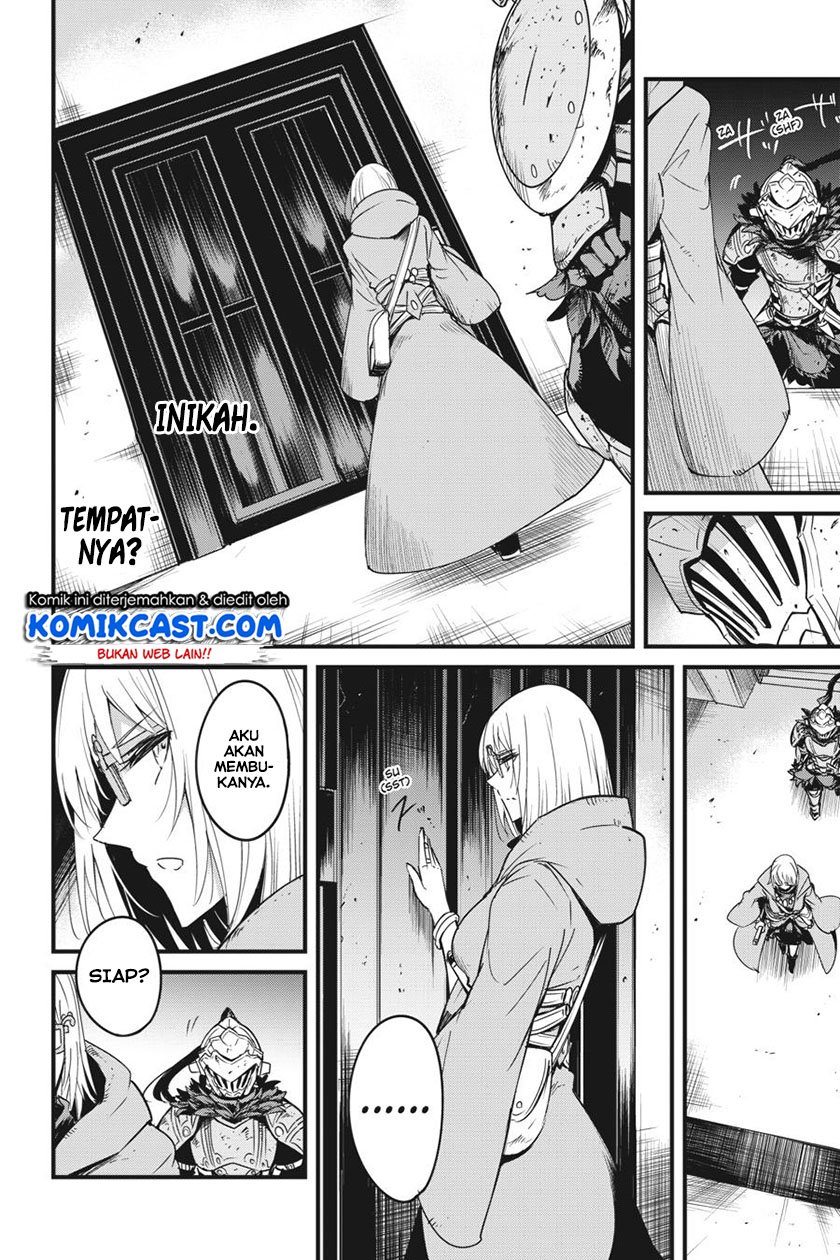 ZA
ZA
(SHF)
INIKAH.
TEMPAT-
NYA?
Komik ini diterjemahkan & diedit oleh
KOMIKCAST.COM
BUKAN WEB LAIN!!
SU
(SST)
......
AKU
AKAN
MEMBU-
KANYA.
SIAP?